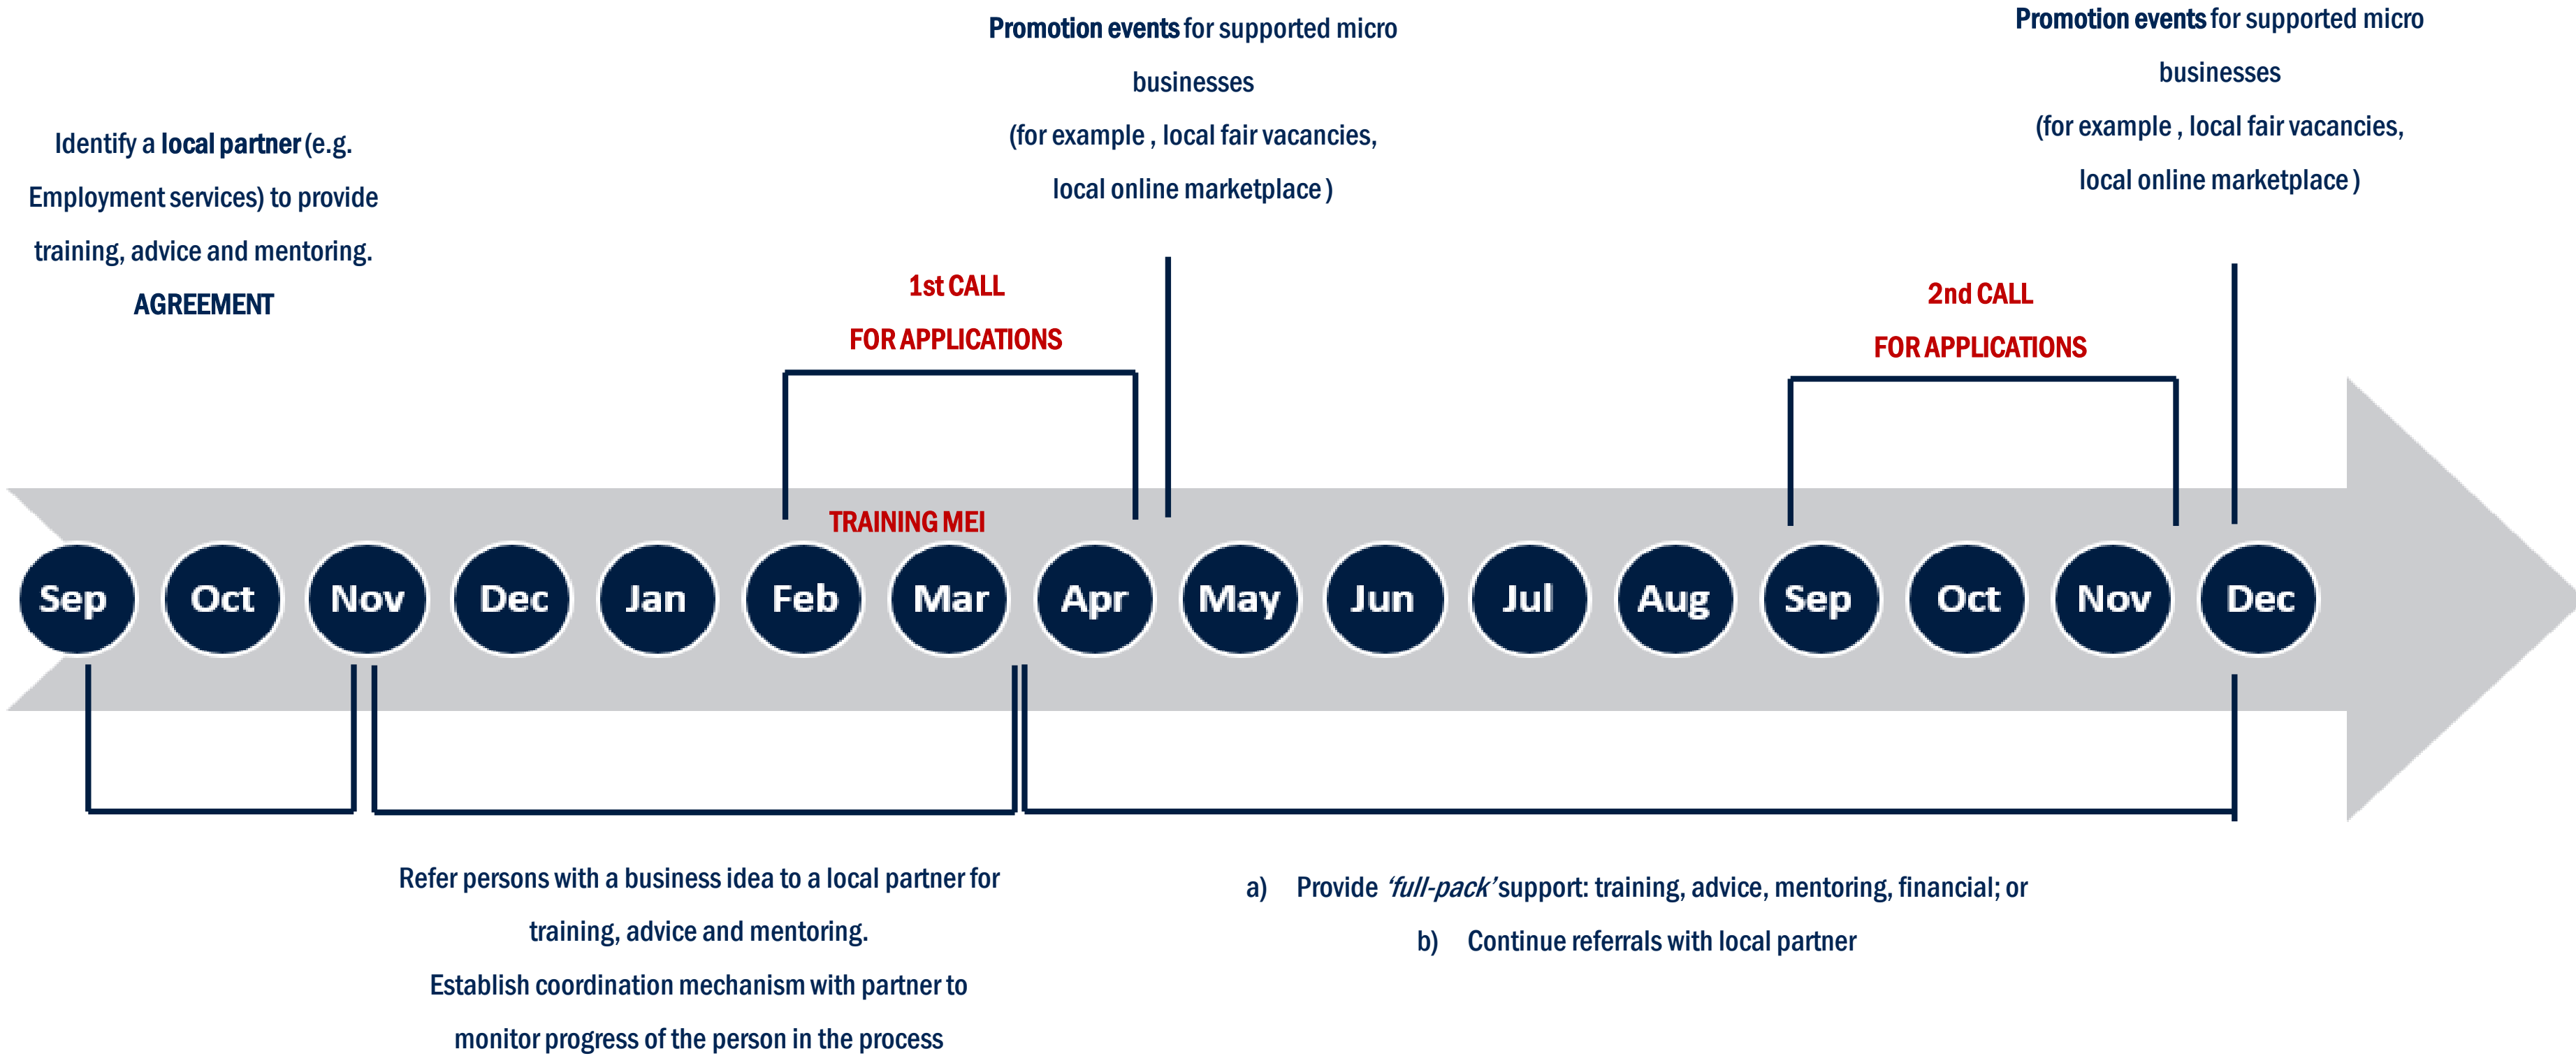 Promotion events for supported micro
businesses
(for example , local fair vacancies,
local online marketplace )
Promotion events for supported micro
businesses
(for example , local fair vacancies,
local online marketplace )
Identify a local partner (e.g.
Employment services) to provide
training, advice and mentoring.
AGREEMENT
1st CALL
FOR APPLICATIONS
2nd CALL
FOR APPLICATIONS
TRAINING MEI
Sep Oct Nov Dec Jan Feb Mar Apr May Jun Jul Aug Sep Oct Nov Dec
Refer persons with a business idea to a local partner for
training, advice and mentoring.
Establish coordination mechanism with partner to
monitor progress of the person in the process
a) Provide ‘full-pack’ support: training, advice, mentoring, financial; or
b) Continue referrals with local partner